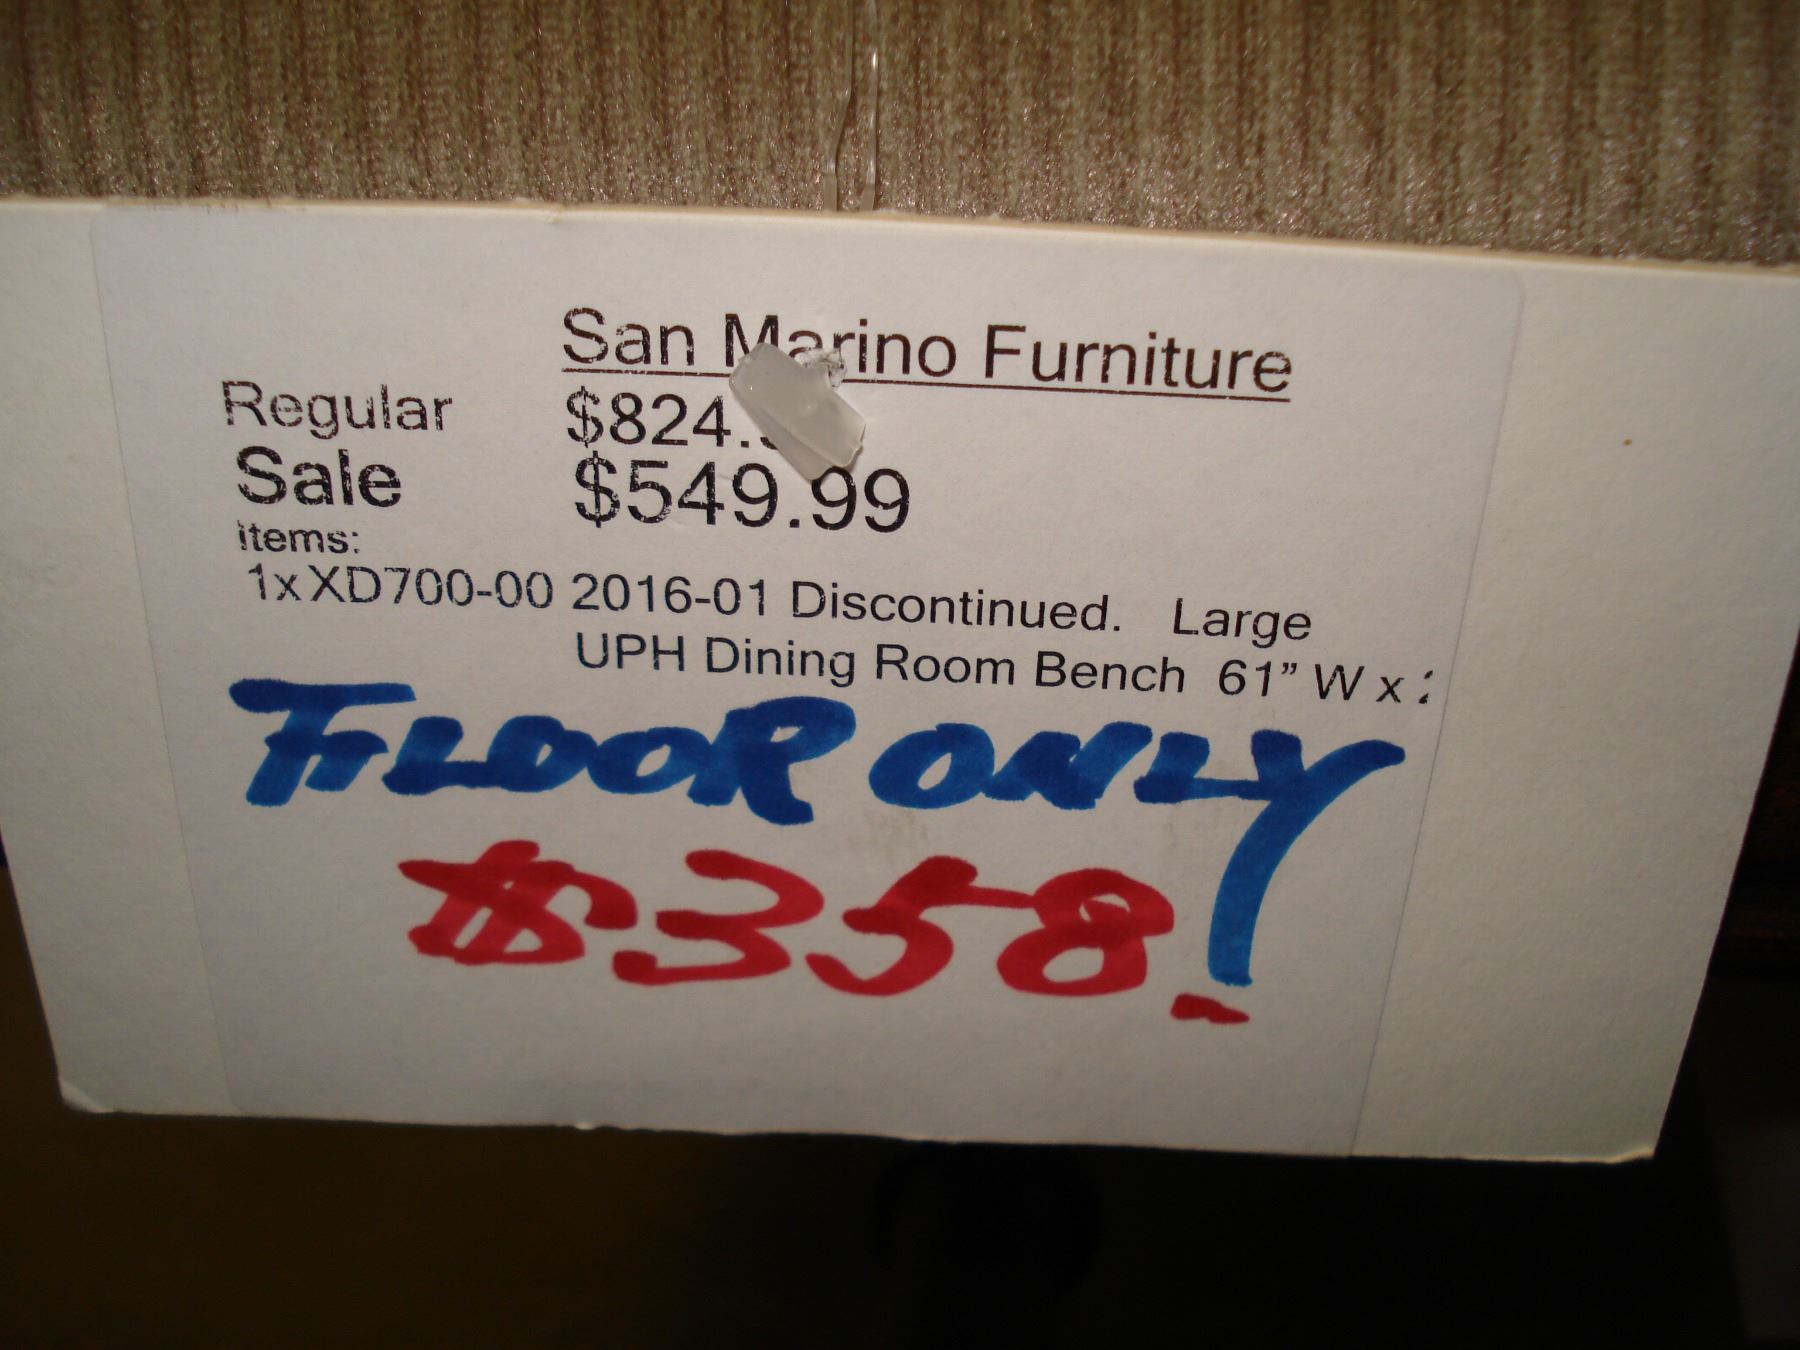 San Marino Furniture
Regular $824.
Sale $549.99
Items:
1xXD700-00 2016-01 Discontinued. Large
UPH Dining Room Bench 61" W x
FLOOR ONLY
$358.